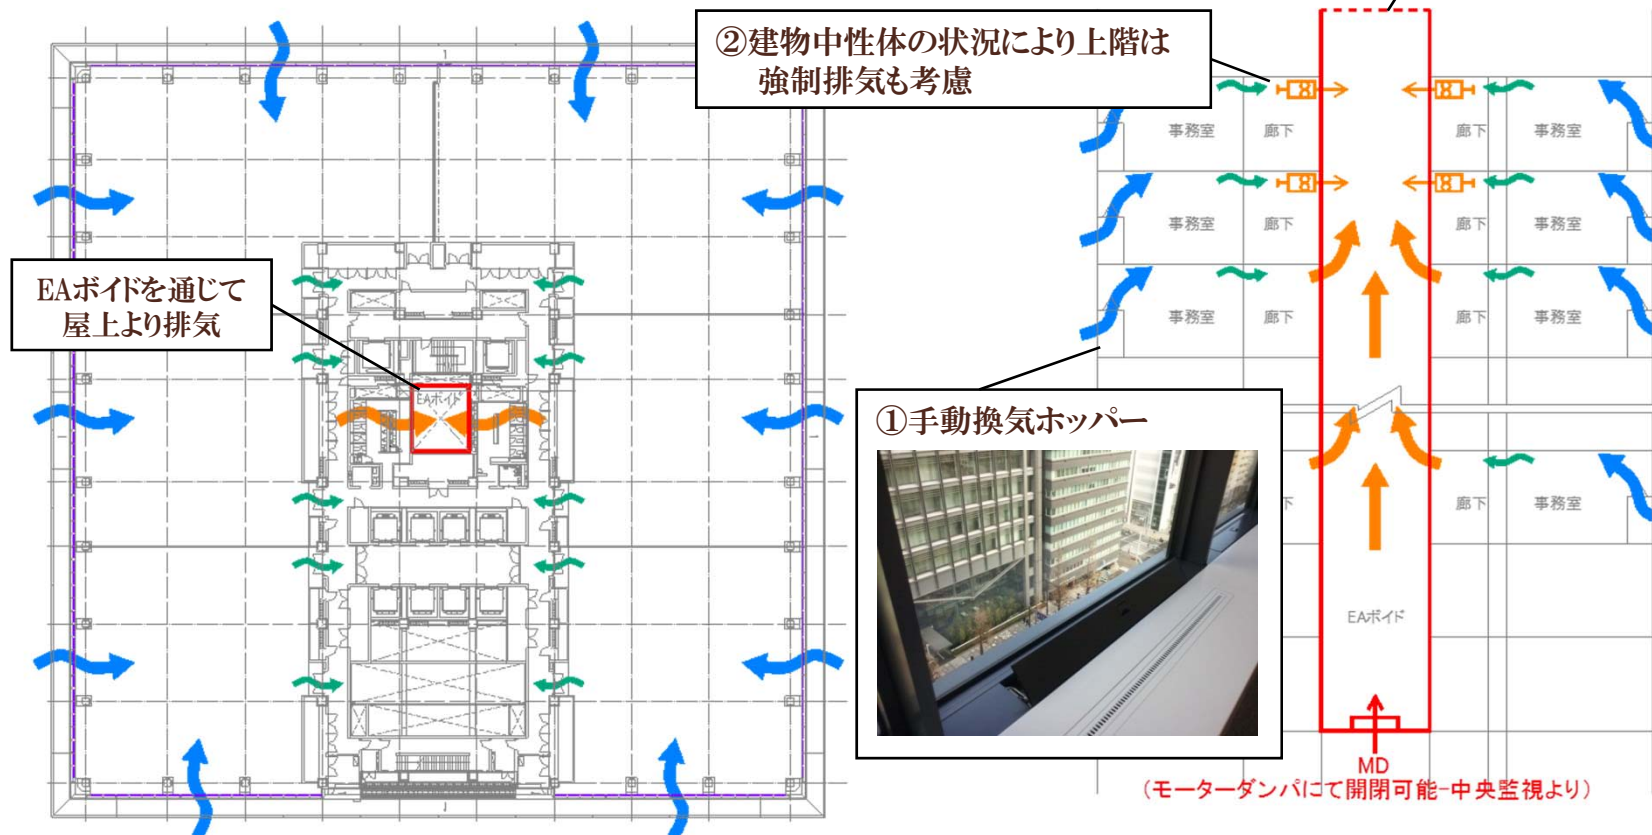 ②建物中性体の状況により上階は
強制排気も考慮
EAボイドを通じて
屋上より排気
EAボイド
①手動換気ホッパー
事務室 廊下 廊下 事務室
事務室 廊下 廊下 事務室
事務室 廊下 廊下 事務室
廊下 事務室
EAボイド
MD
(モーターダンパにて開閉可能-中央監視より)